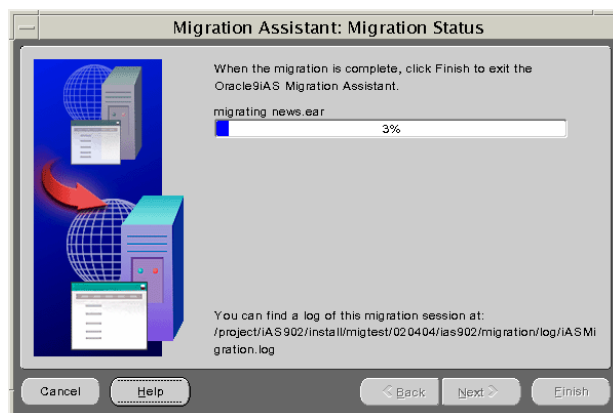 Migration Assistant: Migration Status
When the migration is complete, click Finish to exit the
Oracle9iAS Migration Assistant.
migrating news.ear
3%
You can find a log of this migration session at:
/project/iAS902/install/migtest/020404/ias902/migration/log/iASMi
gration.log
Cancel
Help
Back
Next
Finish